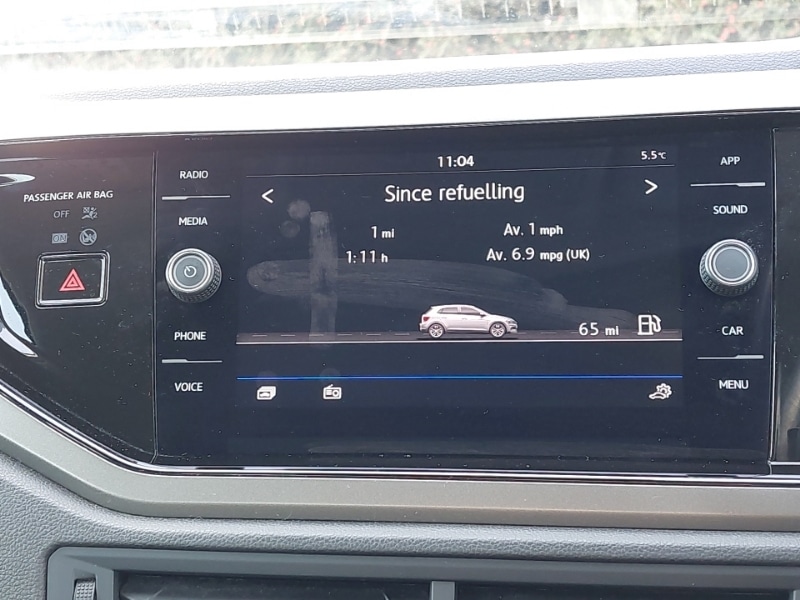 11:04
5.5°C
RADIO
APP
PASSENGER AIR BAG
< Since refuelling >
OFF
MEDIA
SOUND
1 mi
Av. 1 mph
1:11 h
Av. 6.9 mpg (UK)
PHONE
65 mi
CAR
VOICE
MENU